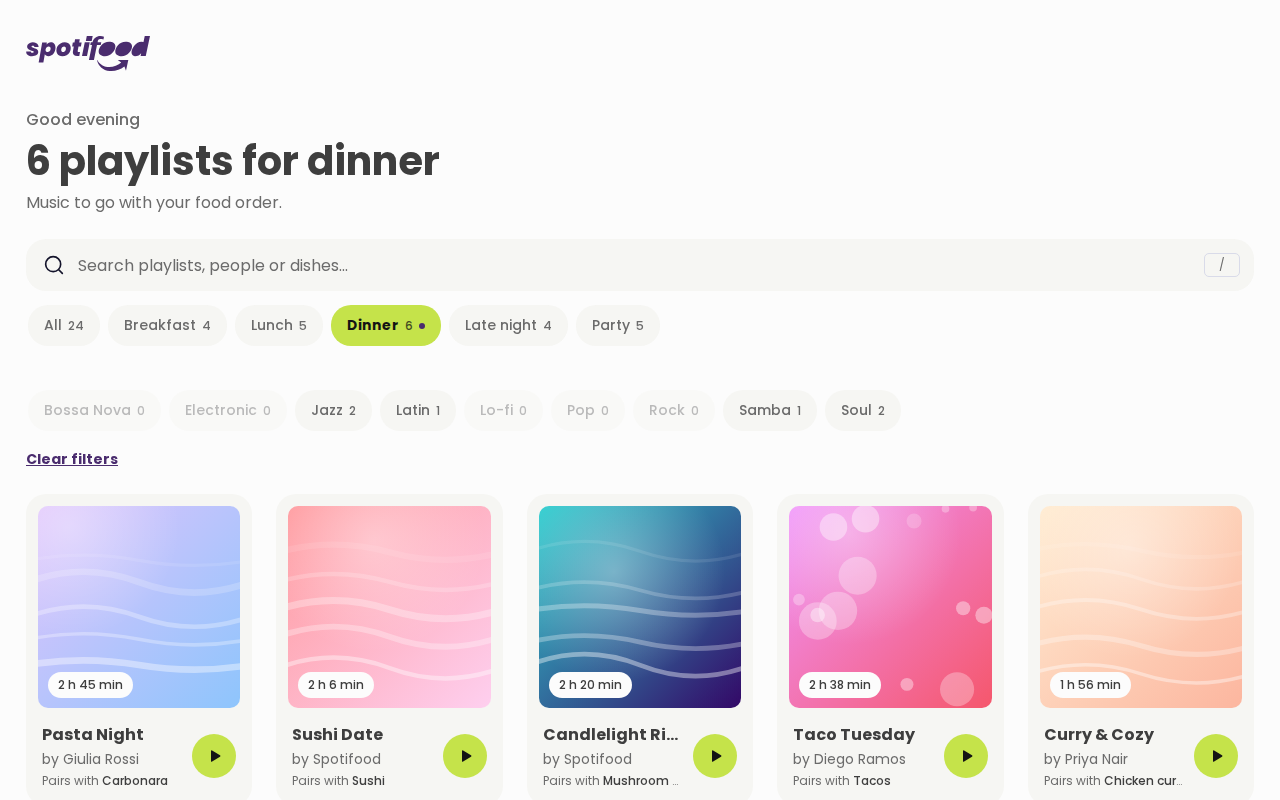 spotifood
Good evening
6 playlists for dinner
Music to go with your food order.
Search playlists, people or dishes... /
All 24 Breakfast 4 Lunch 5 Dinner 6 Late night 4 Party 5
Bossa Nova 0 Electronic 0 Jazz 2 Latin 1 Lo-fi 0 Pop 0 Rock 0 Samba 1 Soul 2
Clear filters
2 h 45 min 2 h 6 min 2 h 20 min 2 h 38 min 1 h 56 min
Pasta Night Sushi Date Candlelight Ri... Taco Tuesday Curry & Cozy
by Giulia Rossi by Spotifood by Spotifood by Diego Ramos by Priya Nair
Pairs with Carbonara Pairs with Sushi Pairs with Mushroom ... Pairs with Tacos Pairs with Chicken cur...